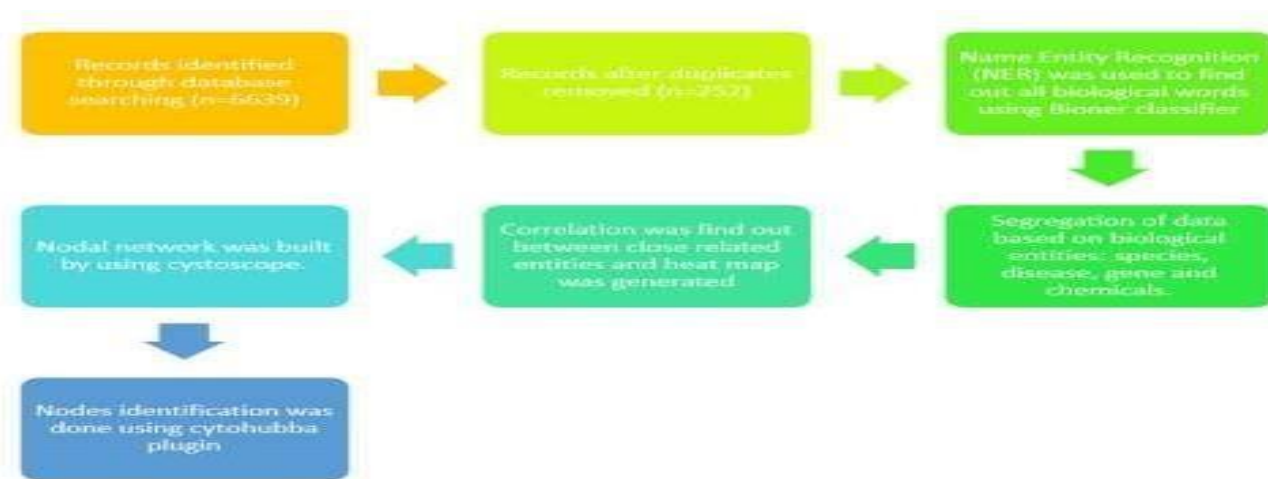 Records identified
through database
searching (n=6639)
Records after duplicates
removed (n=252)
Name Entity Recognition
(NER) was used to find
out all biological words
using Bioner classifier
Segregation of data
based on biological
entities: species,
disease, gene and
chemicals.
Correlation was find out
between close related
entities and heat map
was generated
Nodal network was built
by using cystoscope.
Nodes identification was
done using cytohubba
plugin